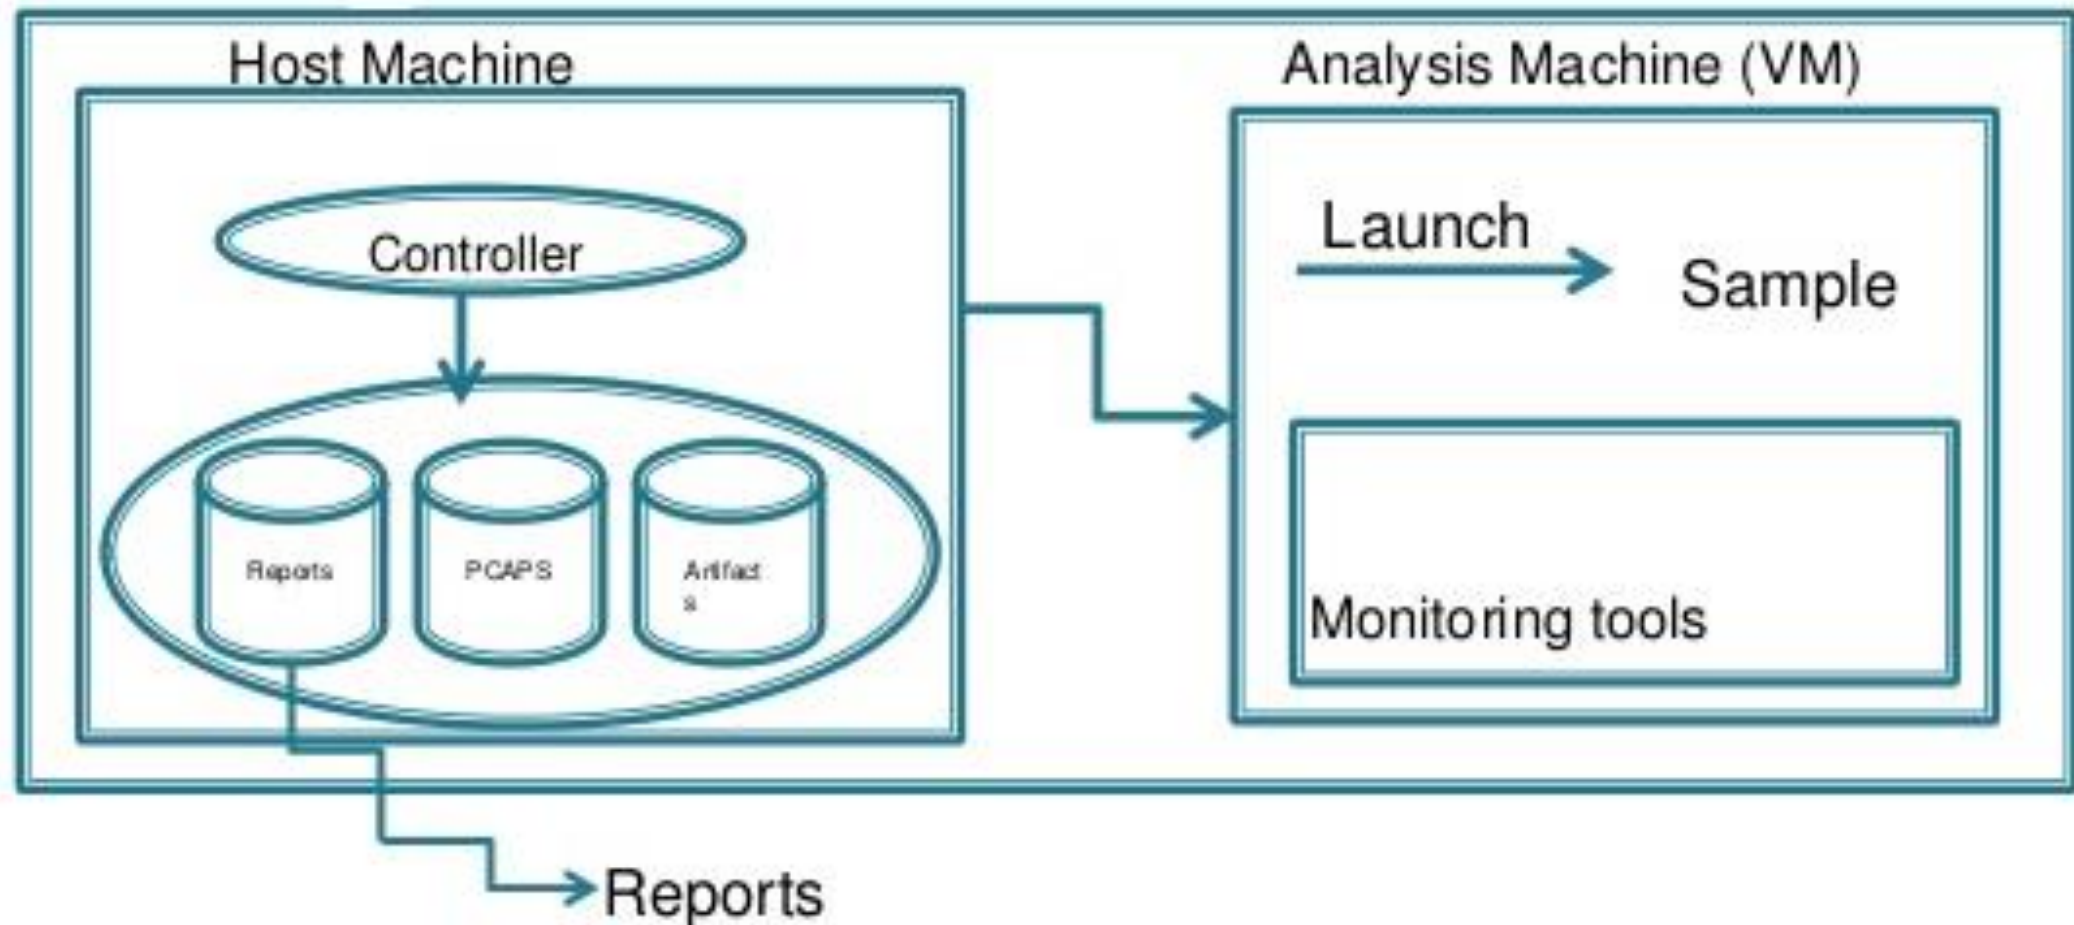 Host Machine
Analysis Machine (VM)
Controller
Launch
Sample
Reports
PCAPS
Artifact
s
Monitoring tools
Reports